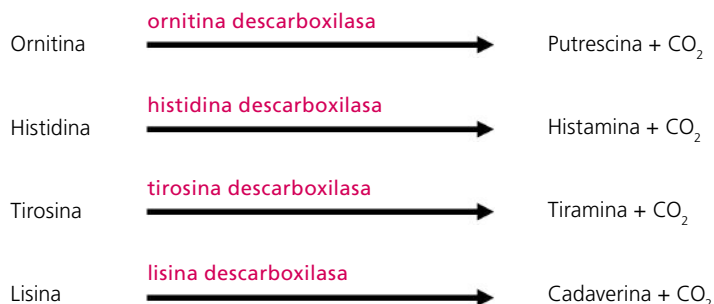 ornitina descarboxilasa
Ornitina Putrescina + CO₂
histidina descarboxilasa
Histidina Histamina + CO₂
tirosina descarboxilasa
Tirosina Tiramina + CO₂
lisina descarboxilasa
Lisina Cadaverina + CO₂